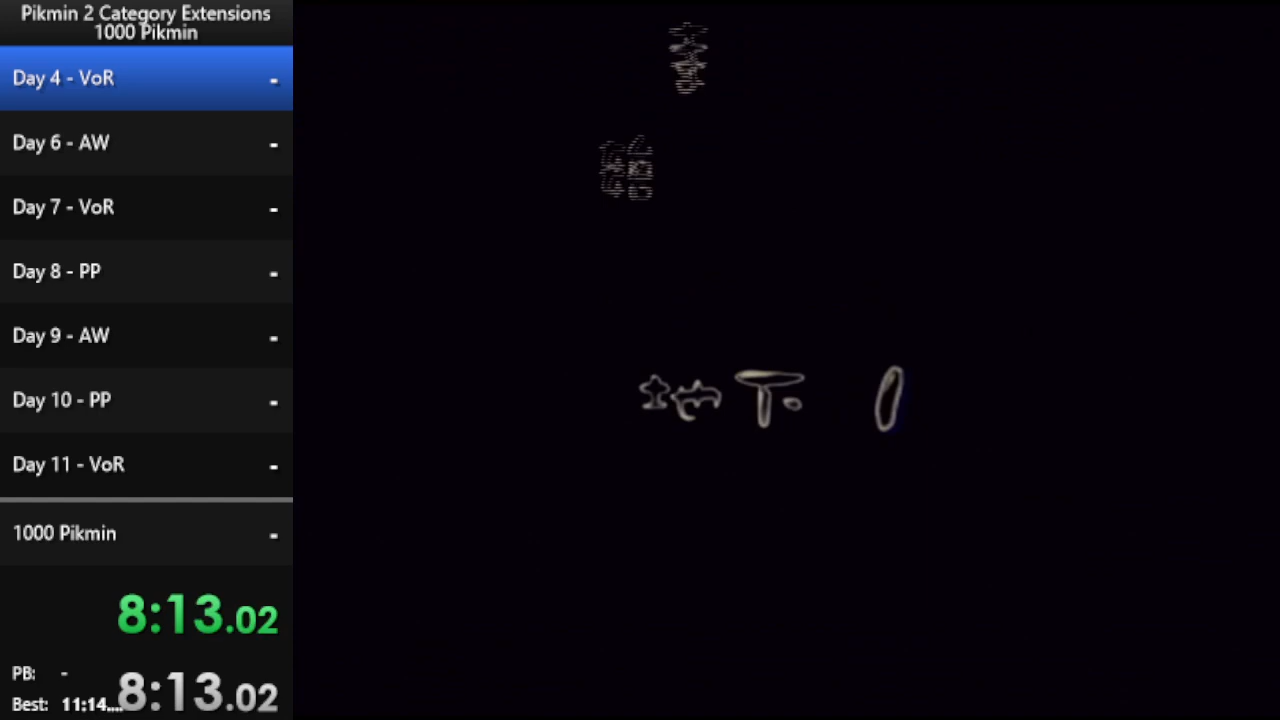 Pikmin 2 Category Extensions
1000 Pikmin
Day 4 - VoR -
Day 6 - AW -
Day 7 - VoR -
Day 8 - PP -
Day 9 - AW -
Day 10 - PP -
Day 11 - VoR -
1000 Pikmin -
8:13.02
PB: -
8:13.02
Best: 11:14....
地下